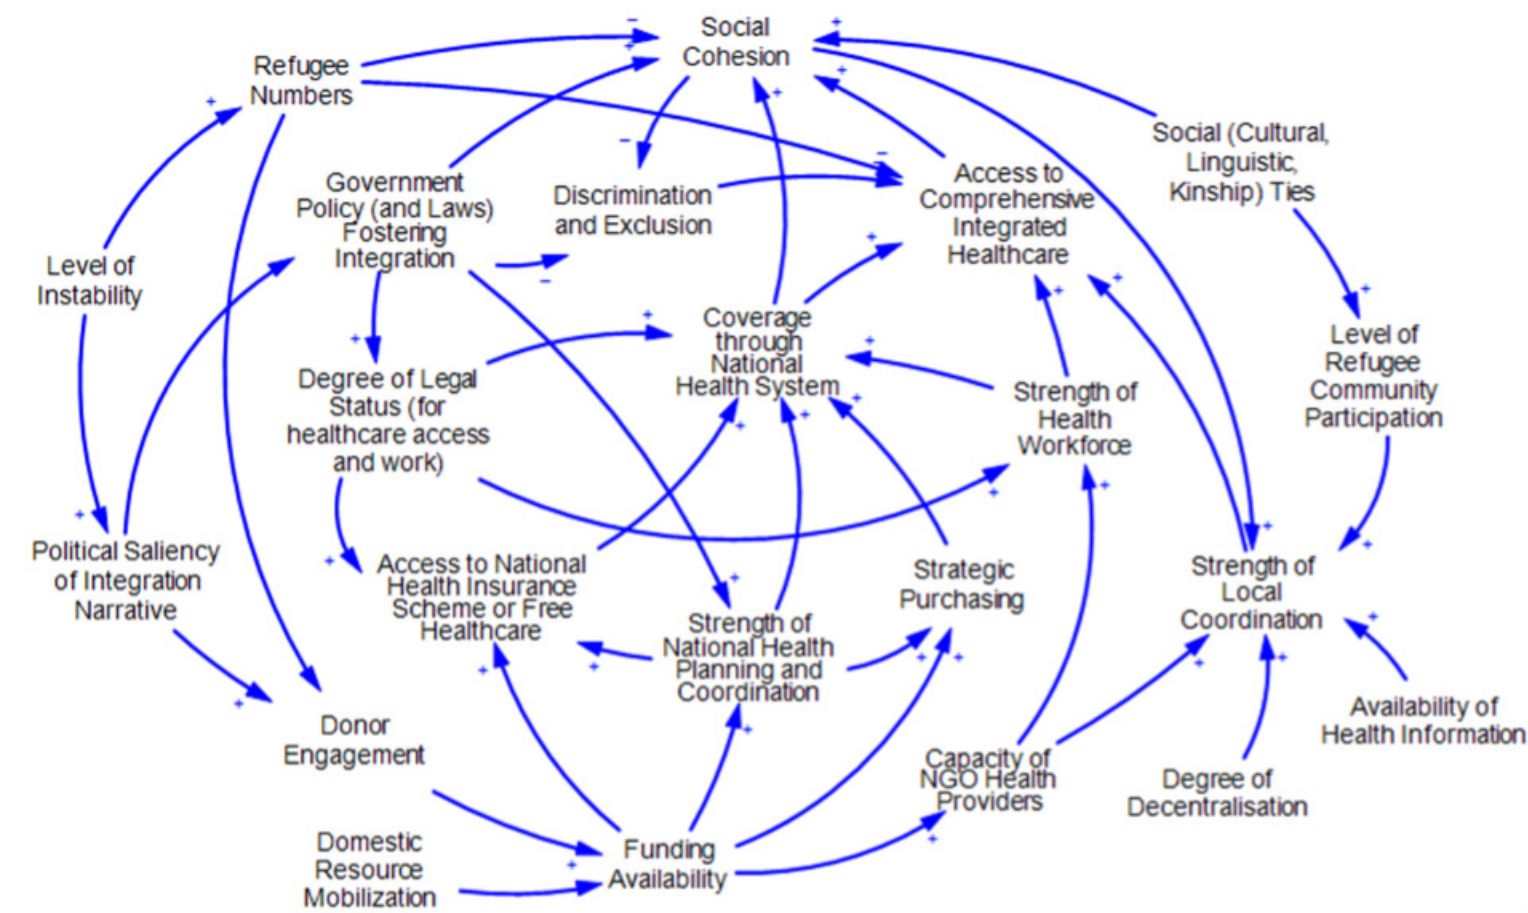 Social
Cohesion
Refugee
Numbers
Social (Cultural,
Linguistic,
Kinship) Ties
Government
Policy (and Laws)
Fostering
Integration
Discrimination
and Exclusion
Access to
Comprehensive
Integrated
Healthcare
Level of
Instability
Coverage
through
National
Health System
Level of
Refugee
Community
Participation
Degree of Legal
Status (for
healthcare access
and work)
Strength of
Health
Workforce
Political Saliency
of Integration
Narrative
Access to National
Health Insurance
Scheme or Free
Healthcare
Strength of
National Health
Planning and
Coordination
Strategic
Purchasing
Strength of
Local
Coordination
Donor
Engagement
Capacity of
NGO Health
Providers
Degree of
Decentralisation
Availability of
Health Information
Domestic
Resource
Mobilization
Funding
Availability